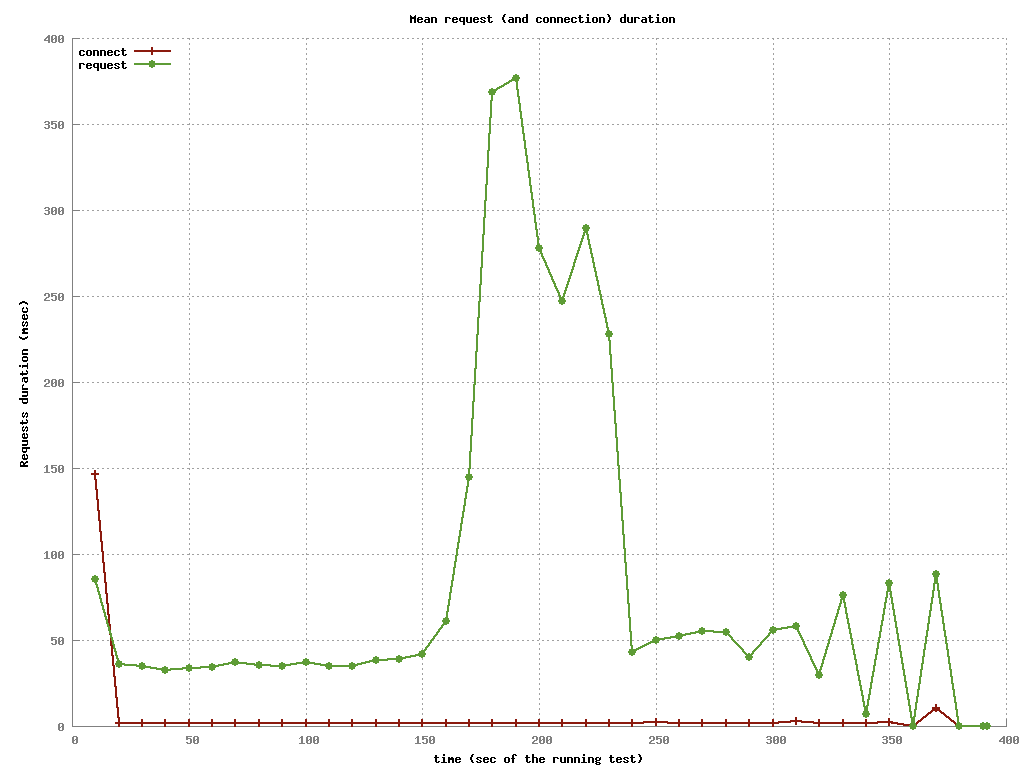 Mean request (and connection) duration
connect
request
400
350
300
250
200
150
100
50
0
Requests duration (msec)
0 50 100 150 200 250 300 350 400
time (sec of the running test)